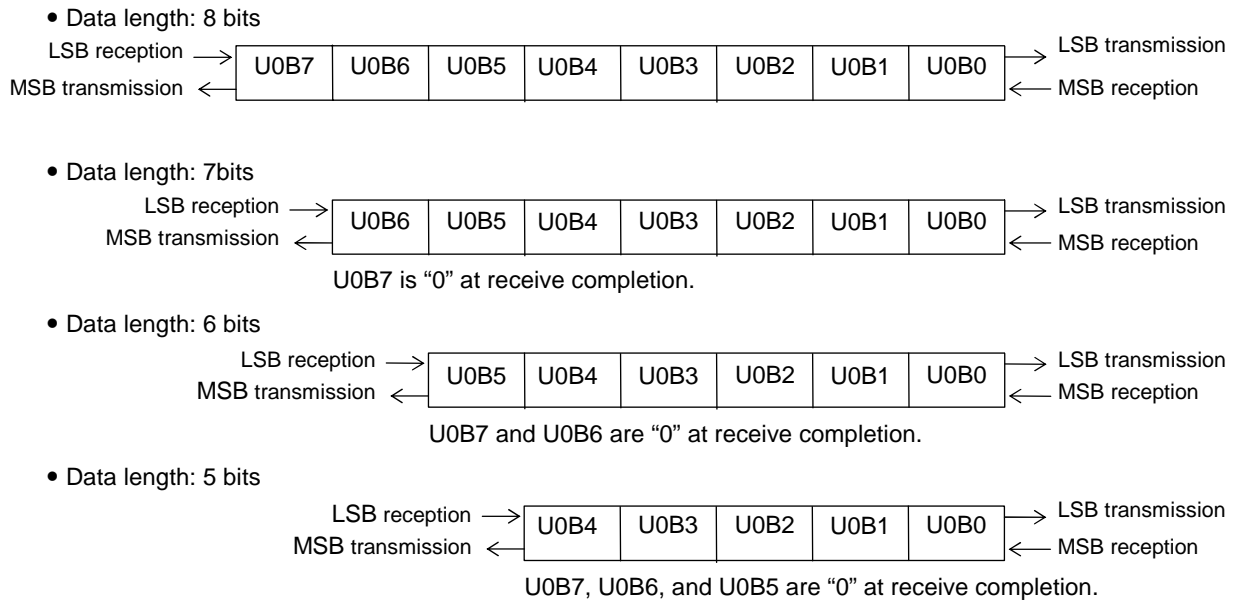 • Data length: 8 bits
LSB reception
MSB transmission
U0B7 U0B6 U0B5 U0B4 U0B3 U0B2 U0B1 U0B0
LSB transmission
MSB reception
• Data length: 7bits
LSB reception
MSB transmission
U0B6 U0B5 U0B4 U0B3 U0B2 U0B1 U0B0
LSB transmission
MSB reception
U0B7 is “0” at receive completion.
• Data length: 6 bits
LSB reception
MSB transmission
U0B5 U0B4 U0B3 U0B2 U0B1 U0B0
LSB transmission
MSB reception
U0B7 and U0B6 are “0” at receive completion.
• Data length: 5 bits
LSB reception
MSB transmission
U0B4 U0B3 U0B2 U0B1 U0B0
LSB transmission
MSB reception
U0B7, U0B6, and U0B5 are “0” at receive completion.